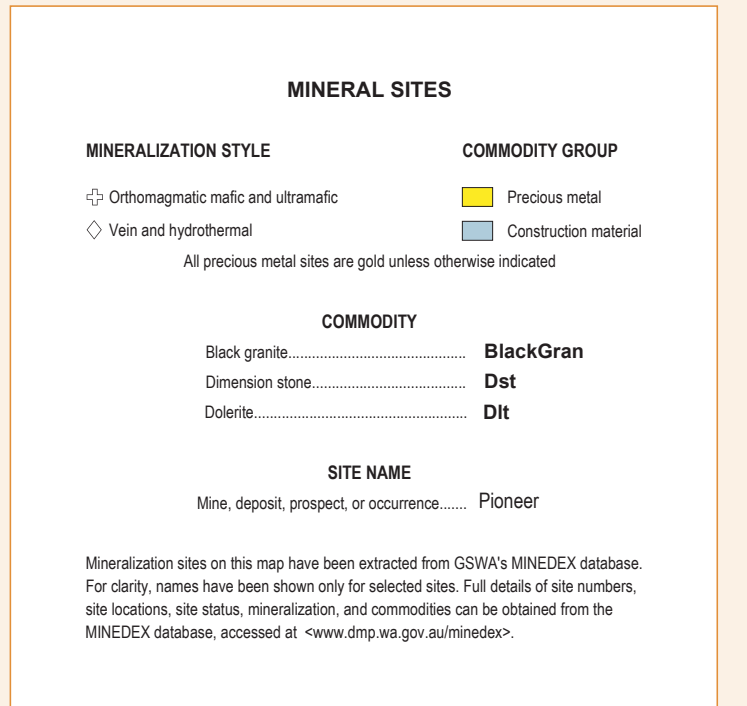 MINERAL SITES
MINERALIZATION STYLE COMMODITY GROUP
Orthomagmatic mafic and ultramafic Precious metal
Vein and hydrothermal Construction material
All precious metal sites are gold unless otherwise indicated
COMMODITY
Black granite............................................. BlackGran
Dimension stone....................................... Dst
Dolerite...................................................... Dlt
SITE NAME
Mine, deposit, prospect, or occurrence....... Pioneer
Mineralization sites on this map have been extracted from GSWA's MINEDEX database.
For clarity, names have been shown only for selected sites. Full details of site numbers,
site locations, site status, mineralization, and commodities can be obtained from the
MINEDEX database, accessed at <www.dmp.wa.gov.au/minedex>.